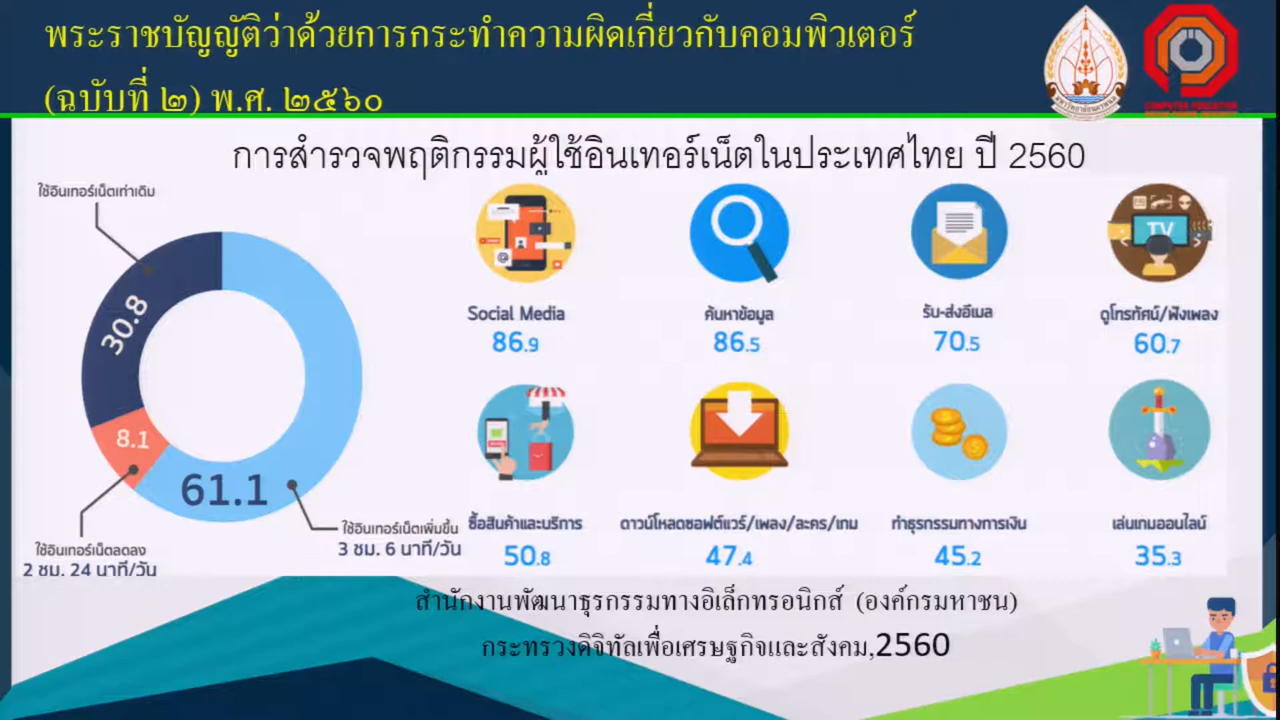 พระราชบัญญัติว่าด้วยการกระทำความผิดเกี่ยวกับคอมพิวเตอร์
(ฉบับที่ ๒) พ.ศ. ๒๕๖๐
การสำรวจพฤติกรรมผู้ใช้อินเทอร์เน็ตในประเทศไทย ปี 2560
ใช้อินเทอร์เน็ตเท่าเดิม
30.8
8.1
61.1
ใช้อินเทอร์เน็ตเพิ่มขึ้น
3 ชม. 6 นาที/วัน
ใช้อินเทอร์เน็ตลดลง
2 ชม. 24 นาที/วัน
TV
Social Media
ค้นหาข้อมูล
รับ-ส่งอีเมล
ดูโทรทัศน์/ฟังเพลง
86.9
86.5
70.5
60.7
ซื้อสินค้าและบริการ
ดาวน์โหลดซอฟต์แวร์/เพลง/ละคร/เกม
ทำธุรกรรมทางการเงิน
เล่นเกมออนไลน์
50.8
47.4
45.2
35.3
สำนักงานพัฒนาธุรกรรมทางอิเล็กทรอนิกส์ (องค์กรมหาชน)
กระทรวงดิจิทัลเพื่อเศรษฐกิจและสังคม,2560